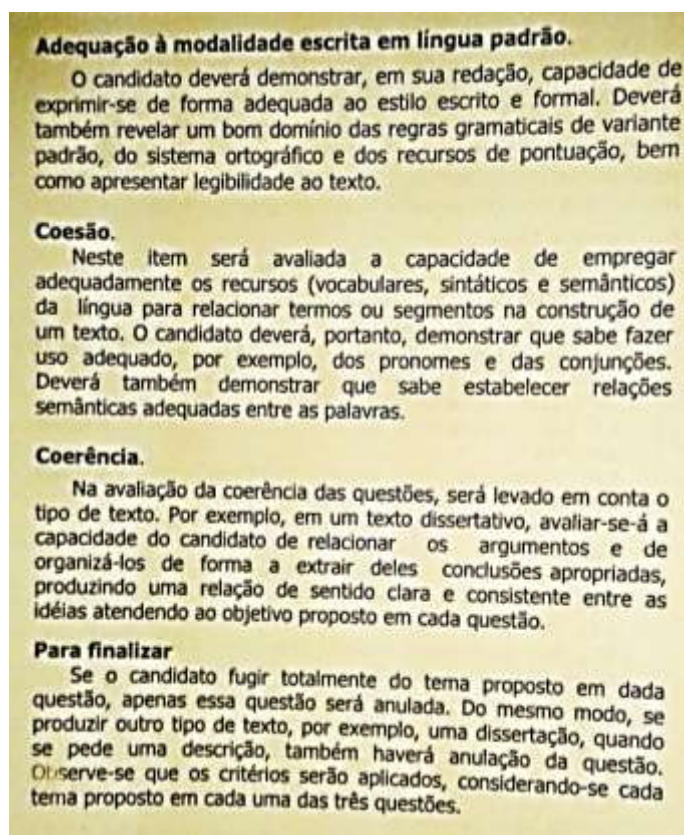 Adequação à modalidade escrita em língua padrão.
O candidato deverá demonstrar, em sua redação, capacidade de
exprimir-se de forma adequada ao estilo escrito e formal. Deverá
também revelar um bom domínio das regras gramaticais de variante
padrão, do sistema ortográfico e dos recursos de pontuação, bem
como apresentar legibilidade ao texto.
Coesão.
Neste item será avaliada a capacidade de empregar
adequadamente os recursos (vocabulares, sintáticos e semânticos)
da língua para relacionar termos ou segmentos na construção de
um texto. O candidato deverá, portanto, demonstrar que sabe fazer
uso adequado, por exemplo, dos pronomes e das conjunções.
Deverá também demonstrar que sabe estabelecer relações
semânticas adequadas entre as palavras.
Coerência.
Na avaliação da coerência das questões, será levado em conta o
tipo de texto. Por exemplo, em um texto dissertativo, avaliar-se-á a
capacidade do candidato de relacionar os argumentos e de
organizá-los de forma a extrair deles conclusões apropriadas,
produzindo uma relação de sentido clara e consistente entre as
idéias atendendo ao objetivo proposto em cada questão.
Para finalizar
Se o candidato fugir totalmente do tema proposto em dada
questão, apenas essa questão será anulada. Do mesmo modo, se
produzir outro tipo de texto, por exemplo, uma dissertação, quando
se pede uma descrição, também haverá anulação da questão.
Observe-se que os critérios serão aplicados, considerando-se cada
tema proposto em cada uma das três questões.